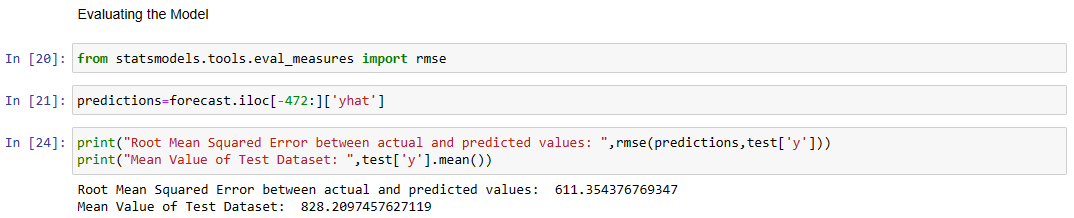 Evaluating the Model
In [20]: from statsmodels.tools.eval_measures import rmse
In [21]: predictions=forecast.iloc[-472:]['yhat']
In [24]: print("Root Mean Squared Error between actual and predicted values: ",rmse(predictions,test['y']))
print("Mean Value of Test Dataset: ",test['y'].mean())
Root Mean Squared Error between actual and predicted values:  611.354376769347
Mean Value of Test Dataset:  828.2097457627119